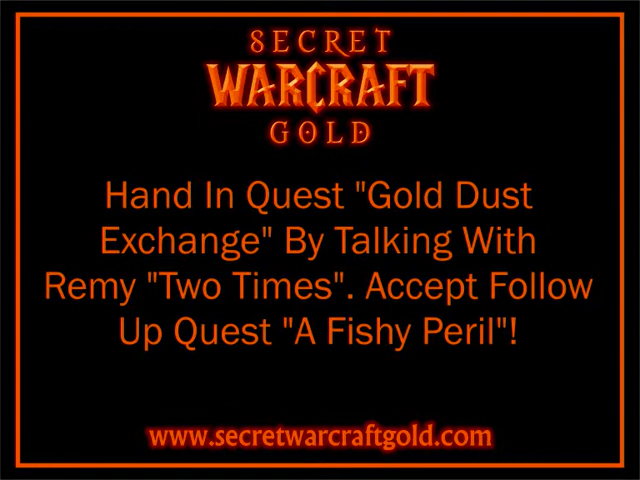 SECRET
WARCRAFT
GOLD
Hand In Quest "Gold Dust
Exchange" By Talking With
Remy "Two Times". Accept Follow
Up Quest "A Fishy Peril"!
www.secretwarcraftgold.com